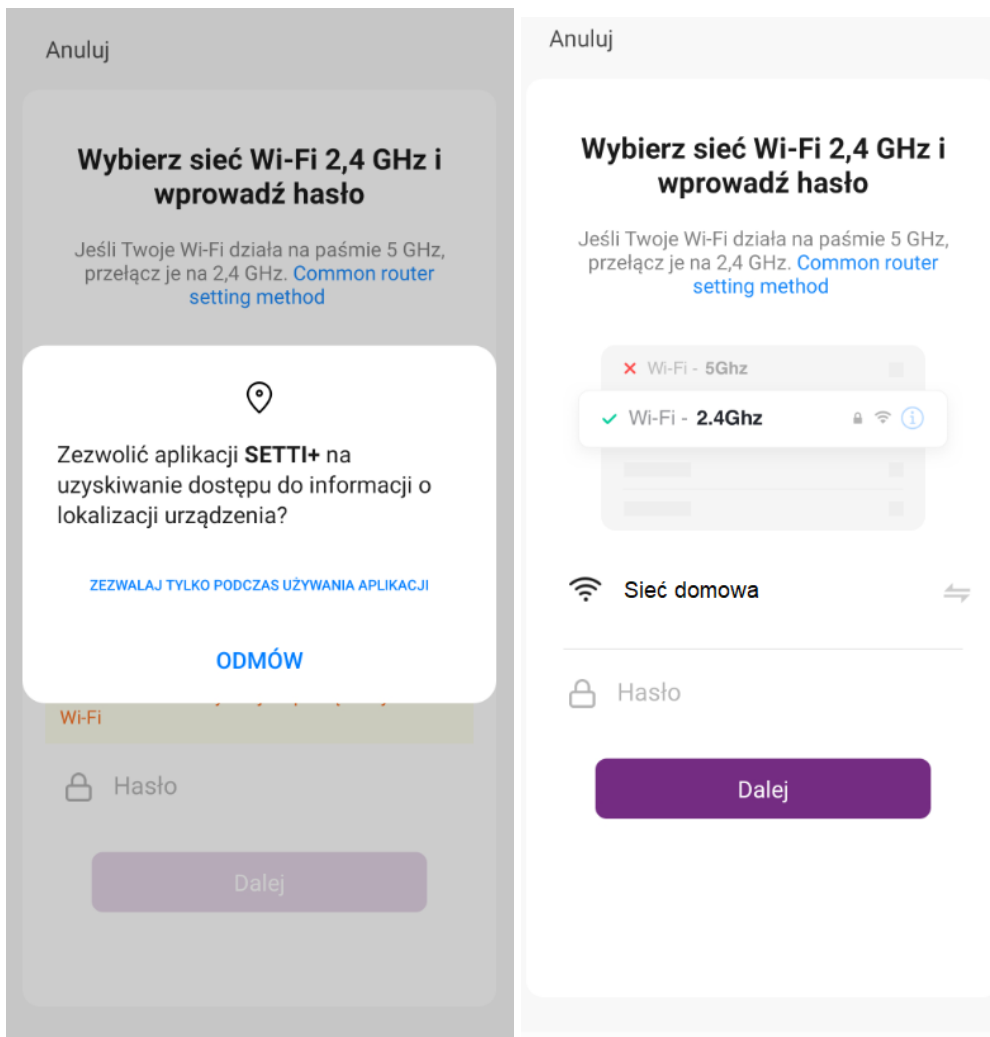 Anuluj
Wybierz sieć Wi-Fi 2,4 GHz i
wprowadź hasło
Jeśli Twoje Wi-Fi działa na paśmie 5 GHz,
przełącz je na 2,4 GHz. Common router
setting method
Zezwolić aplikacji SETTI+ na
uzyskiwanie dostępu do informacji o
lokalizacji urządzenia?
ZEZWALAJ TYLKO PODCZAS UŻYWANIA APLIKACJI
ODMÓW
Wi-Fi
Hasło
Dalej
Anuluj
Wybierz sieć Wi-Fi 2,4 GHz i
wprowadź hasło
Jeśli Twoje Wi-Fi działa na paśmie 5 GHz,
przełącz je na 2,4 GHz. Common router
setting method
Wi-Fi - 5Ghz
Wi-Fi - 2.4Ghz
Sieć domowa
Hasło
Dalej